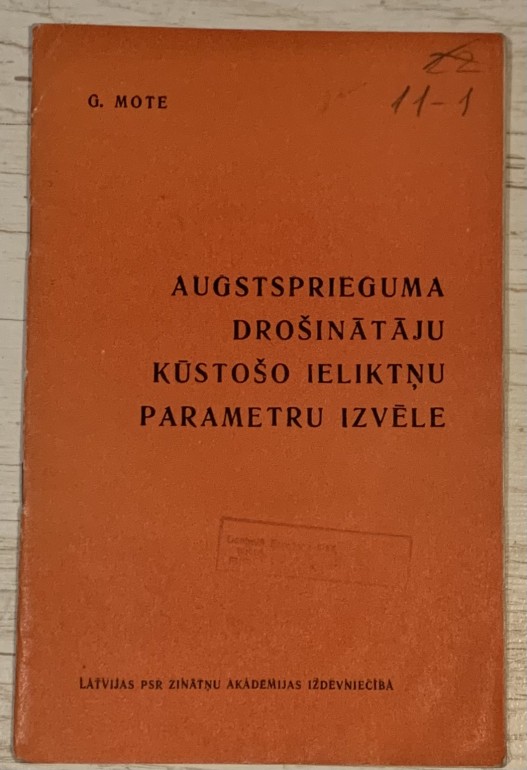 G. MOTE
11-1
AUGSTSPRIEGUMA
DROŠINĀTĀJU
KŪSTOŠO IELIKTŅU
PARAMETRU IZVĒLE
LATVIJAS PSR ZINĀTŅU AKADĒMIJAS IZDEVNIECĪBA